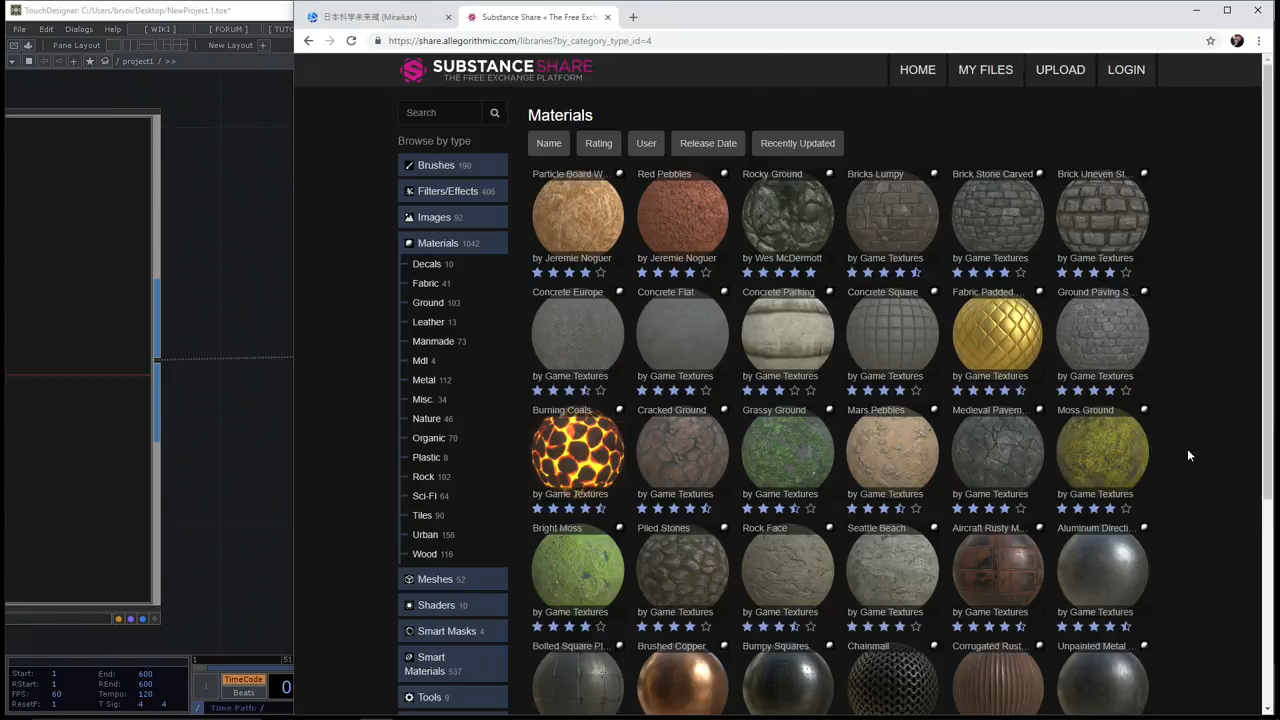 TouchDesigner: C:/Users/brvoi/Desktop/NewProject.1.toe*
File Edit Dialogs [ WIKI ] [ FORUM ] [ TUTO
Pane Layout New Layout +
/ project1 / >>
Start: 1 End: 600
RStart: 1 REnd: 600
FPS: 60 Tempo: 120
ResetF: 1 T Sig: 4 4
1 51
1 TimeCode 0
Beats
/ Time Path: /
日本科学未来館 (Miraikan)
Substance Share « The Free Exch
https://share.allegorithmic.com/libraries?by_category_type_id=4
SUBSTANCE SHARE
THE FREE EXCHANGE PLATFORM
HOME MY FILES UPLOAD LOGIN
Search
Browse by type
Brushes 190
Filters/Effects 406
Images 92
Materials 1042
Decals 10
Fabric 41
Ground 103
Leather 13
Manmade 73
Mdl 4
Metal 112
Misc. 34
Nature 46
Organic 70
Plastic 8
Rock 102
Sci-Fi 64
Tiles 90
Urban 156
Wood 116
Meshes 52
Shaders 10
Smart Masks 4
Smart
Materials 537
Tools 9
Materials
Name Rating User Release Date Recently Updated
Particle Board W... Red Pebbles Rocky Ground Bricks Lumpy Brick Stone Carved Brick Uneven St...
by Jeremie Noguer by Jeremie Noguer by Wes McDermott by Game Textures by Game Textures by Game Textures
Concrete Europe Concrete Flat Concrete Parking Concrete Square Fabric Padded ... Ground Paving S...
by Game Textures by Game Textures by Game Textures by Game Textures by Game Textures by Game Textures
Burning Coals Cracked Ground Grassy Ground Mars Pebbles Medieval Pavem... Moss Ground
by Game Textures by Game Textures by Game Textures by Game Textures by Game Textures by Game Textures
Bright Moss Piled Stones Rock Face Seattle Beach Aircraft Rusty M... Aluminum Directi...
by Game Textures by Game Textures by Game Textures by Game Textures by Game Textures by Game Textures
Bolted Square Pl... Brushed Copper Bumpy Squares Chainmail Corrugated Rust... Unpainted Metal ...